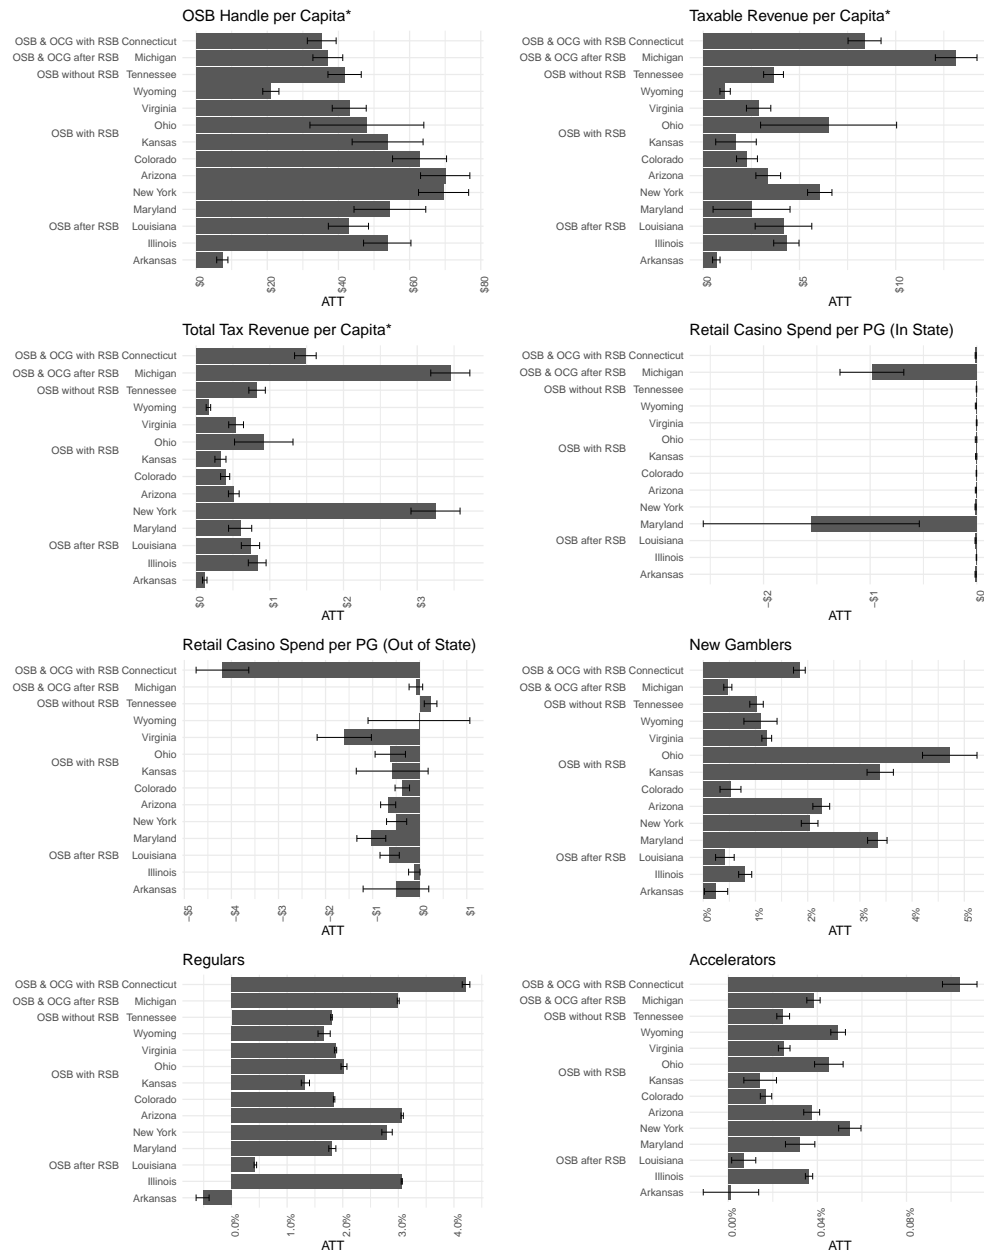 OSB Handle per Capita*
OSB & OCG with RSB Connecticut
OSB & OCG after RSB Michigan
OSB without RSB Tennessee
Wyoming
Virginia
Ohio
OSB with RSB
Kansas
Colorado
Arizona
New York
Maryland
OSB after RSB Louisiana
Illinois
Arkansas
$0 $20 $40 $60 $80
ATT
Taxable Revenue per Capita*
OSB & OCG with RSB Connecticut
OSB & OCG after RSB Michigan
OSB without RSB Tennessee
Wyoming
Virginia
Ohio
OSB with RSB
Kansas
Colorado
Arizona
New York
Maryland
OSB after RSB Louisiana
Illinois
Arkansas
$0 $5 $10
ATT
Total Tax Revenue per Capita*
OSB & OCG with RSB Connecticut
OSB & OCG after RSB Michigan
OSB without RSB Tennessee
Wyoming
Virginia
Ohio
OSB with RSB
Kansas
Colorado
Arizona
New York
Maryland
OSB after RSB Louisiana
Illinois
Arkansas
$0 $1 $2 $3
ATT
Retail Casino Spend per PG (In State)
OSB & OCG with RSB Connecticut
OSB & OCG after RSB Michigan
OSB without RSB Tennessee
Wyoming
Virginia
Ohio
OSB with RSB
Kansas
Colorado
Arizona
New York
Maryland
OSB after RSB Louisiana
Illinois
Arkansas
−$2 −$1 $0
ATT
Retail Casino Spend per PG (Out of State)
OSB & OCG with RSB Connecticut
OSB & OCG after RSB Michigan
OSB without RSB Tennessee
Wyoming
Virginia
Ohio
OSB with RSB
Kansas
Colorado
Arizona
New York
Maryland
OSB after RSB Louisiana
Illinois
Arkansas
−$5 −$4 −$3 −$2 −$1 $0 $1
ATT
New Gamblers
OSB & OCG with RSB Connecticut
OSB & OCG after RSB Michigan
OSB without RSB Tennessee
Wyoming
Virginia
Ohio
OSB with RSB
Kansas
Colorado
Arizona
New York
Maryland
OSB after RSB Louisiana
Illinois
Arkansas
0% 1% 2% 3% 4% 5%
ATT
Regulars
OSB & OCG with RSB Connecticut
OSB & OCG after RSB Michigan
OSB without RSB Tennessee
Wyoming
Virginia
Ohio
OSB with RSB
Kansas
Colorado
Arizona
New York
Maryland
OSB after RSB Louisiana
Illinois
Arkansas
0.0% 1.0% 2.0% 3.0% 4.0%
ATT
Accelerators
OSB & OCG with RSB Connecticut
OSB & OCG after RSB Michigan
OSB without RSB Tennessee
Wyoming
Virginia
Ohio
OSB with RSB
Kansas
Colorado
Arizona
New York
Maryland
OSB after RSB Louisiana
Illinois
Arkansas
0.00% 0.04% 0.08%
ATT